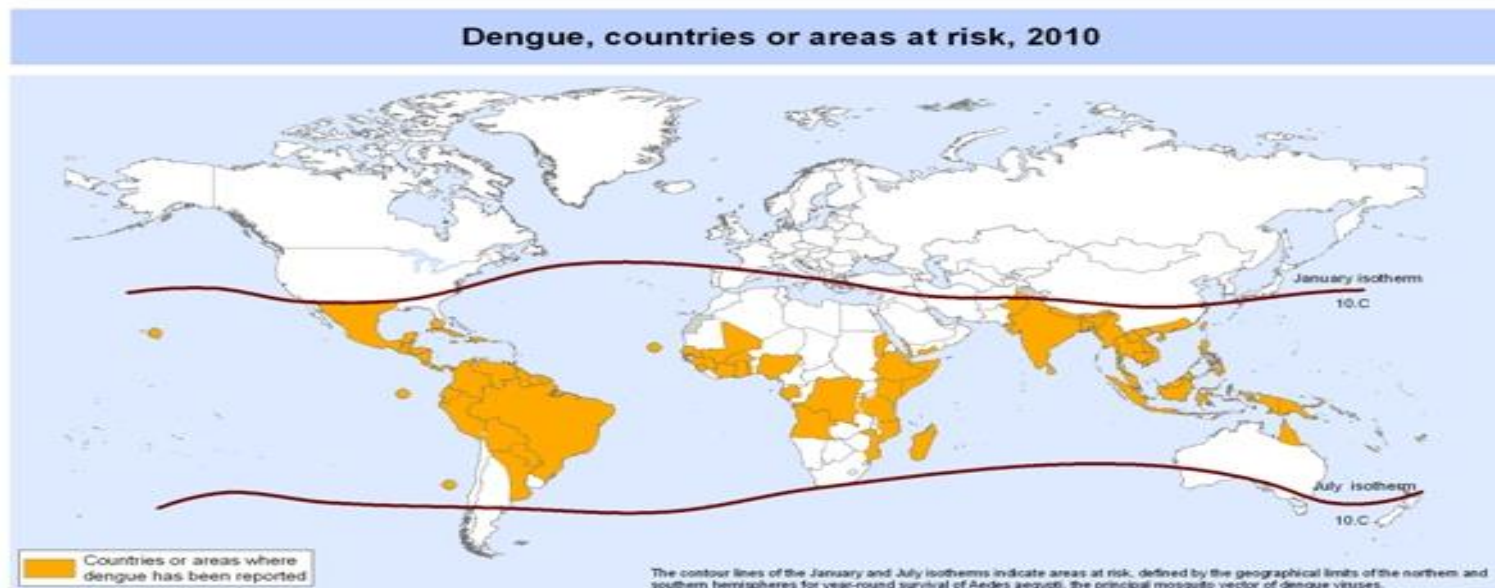 Dengue, countries or areas at risk, 2010
January isotherm
10.C
July isotherm
10.C
Countries or areas where
dengue has been reported
The contour lines of the January and July isotherms indicate areas at risk, defined by the geographical limits of the northern and
southern hemispheres for year-round survival of Aedes aegypti, the principal mosquito vector of dengue viruses.